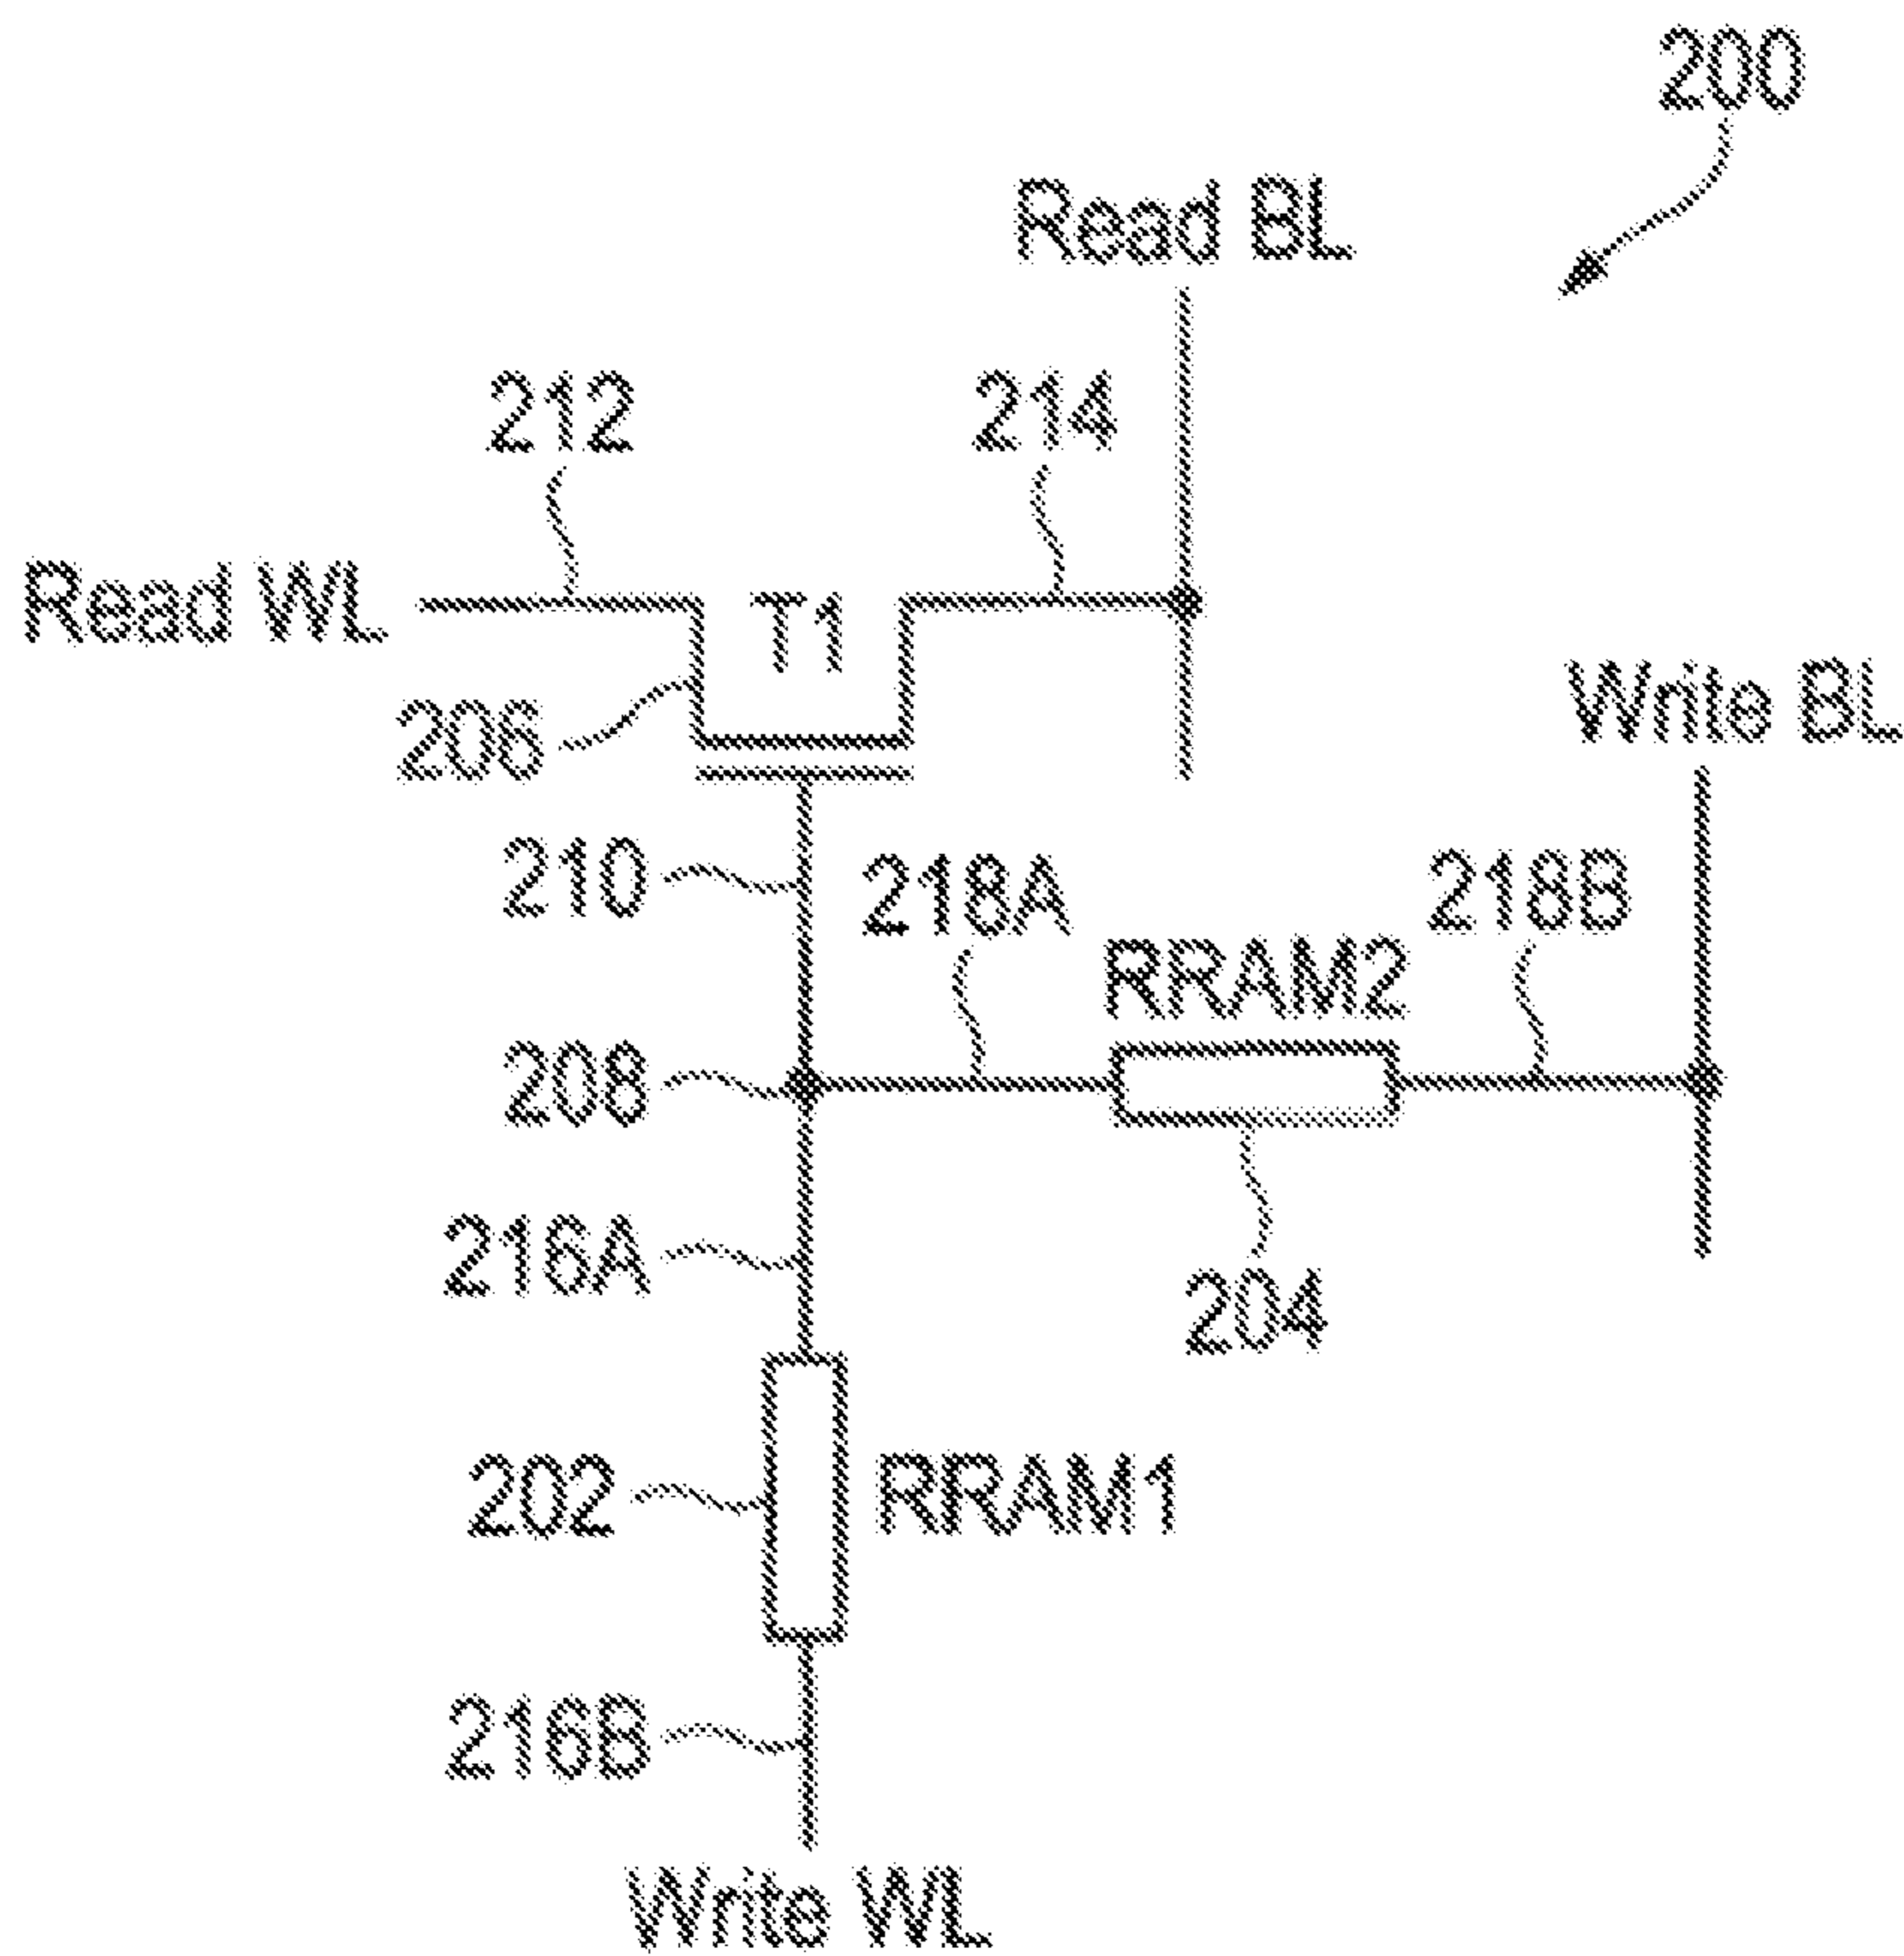 200
Read BL
212
214
Read WL
T1
206
Write BL
210
218A
218B
RRAM2
208
216A
204
202
RRAM1
216B
Write WL